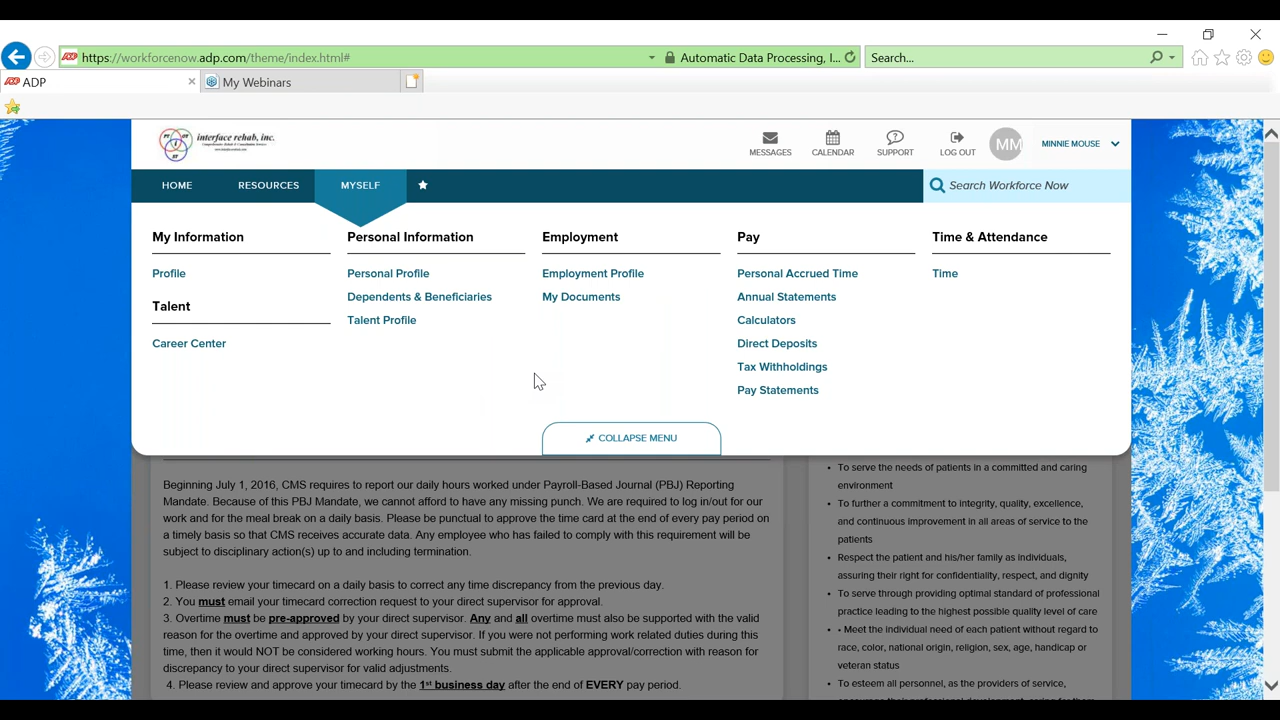 https://workforcenow.adp.com/theme/index.html#
Automatic Data Processing, I...
Search...
ADP
My Webinars
interface rehab, inc.
MESSAGES
CALENDAR
SUPPORT
LOG OUT
MM
MINNIE MOUSE
HOME
RESOURCES
MYSELF
Search Workforce Now
My Information
Profile
Talent
Career Center
Personal Information
Personal Profile
Dependents & Beneficiaries
Talent Profile
Employment
Employment Profile
My Documents
Pay
Personal Accrued Time
Annual Statements
Calculators
Direct Deposits
Tax Withholdings
Pay Statements
Time & Attendance
Time
COLLAPSE MENU
Beginning July 1, 2016, CMS requires to report our daily hours worked under Payroll-Based Journal (PBJ) Reporting
Mandate. Because of this PBJ Mandate, we cannot afford to have any missing punch. We are required to log in/out for our
work and for the meal break on a daily basis. Please be punctual to approve the time card at the end of every pay period on
a timely basis so that CMS receives accurate data. Any employee who has failed to comply with this requirement will be
subject to disciplinary action(s) up to and including termination.
1. Please review your timecard on a daily basis to correct any time discrepancy from the previous day.
2. You must email your timecard correction request to your direct supervisor for approval.
3. Overtime must be pre-approved by your direct supervisor. Any and all overtime must also be supported with the valid
reason for the overtime and approved by your direct supervisor. If you were not performing work related duties during this
time, then it would NOT be considered working hours. You must submit the applicable approval/correction with reason for
discrepancy to your direct supervisor for valid adjustments.
4. Please review and approve your timecard by the 1st business day after the end of EVERY pay period.
• To serve the needs of patients in a committed and caring
environment
• To further a commitment to integrity, quality, excellence,
and continuous improvement in all areas of service to the
patients
• Respect the patient and his/her family as individuals,
assuring their right for confidentiality, respect, and dignity
• To serve through providing optimal standard of professional
practice leading to the highest possible quality level of care
• • Meet the individual need of each patient without regard to
race, color, national origin, religion, sex, age, handicap or
veteran status
• To esteem all personnel, as the providers of service,